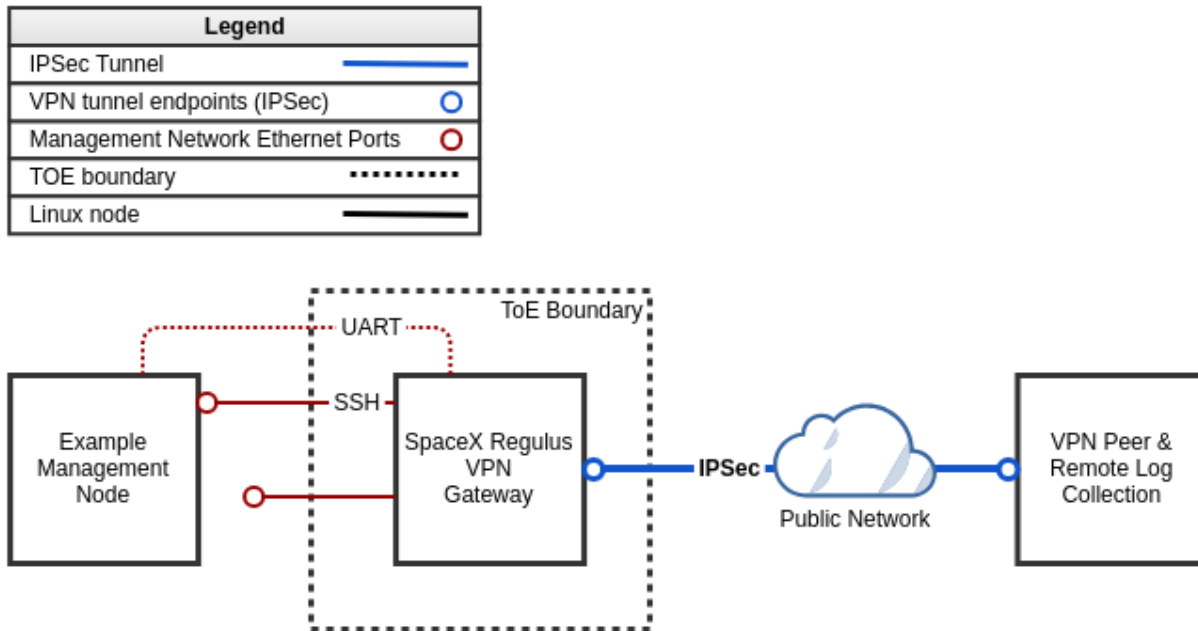 Legend
IPSec Tunnel
VPN tunnel endpoints (IPSec)
Management Network Ethernet Ports
TOE boundary
Linux node
ToE Boundary
UART
SSH
Example
Management
Node
SpaceX Regulus
VPN
Gateway
IPSec
Public Network
VPN Peer &
Remote Log
Collection